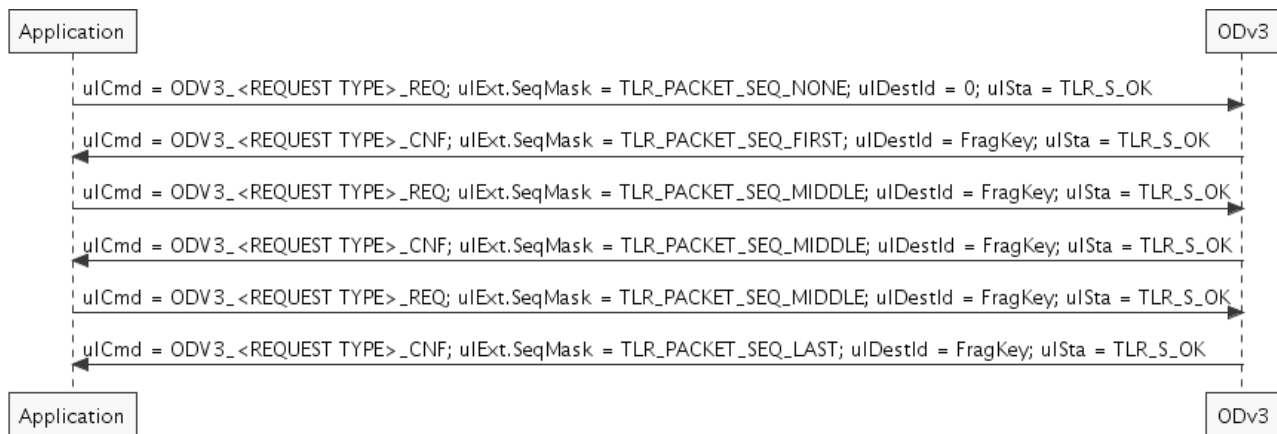 Application ODv3
ulCmd = ODV3_<REQUEST TYPE>_REQ; ulExt.SeqMask = TLR_PACKET_SEQ_NONE; ulDestId = 0; ulSta = TLR_S_OK
ulCmd = ODV3_<REQUEST TYPE>_CNF; ulExt.SeqMask = TLR_PACKET_SEQ_FIRST; ulDestId = FragKey; ulSta = TLR_S_OK
ulCmd = ODV3_<REQUEST TYPE>_REQ; ulExt.SeqMask = TLR_PACKET_SEQ_MIDDLE; ulDestId = FragKey; ulSta = TLR_S_OK
ulCmd = ODV3_<REQUEST TYPE>_CNF; ulExt.SeqMask = TLR_PACKET_SEQ_MIDDLE; ulDestId = FragKey; ulSta = TLR_S_OK
ulCmd = ODV3_<REQUEST TYPE>_REQ; ulExt.SeqMask = TLR_PACKET_SEQ_MIDDLE; ulDestId = FragKey; ulSta = TLR_S_OK
ulCmd = ODV3_<REQUEST TYPE>_CNF; ulExt.SeqMask = TLR_PACKET_SEQ_LAST; ulDestId = FragKey; ulSta = TLR_S_OK
Application ODv3